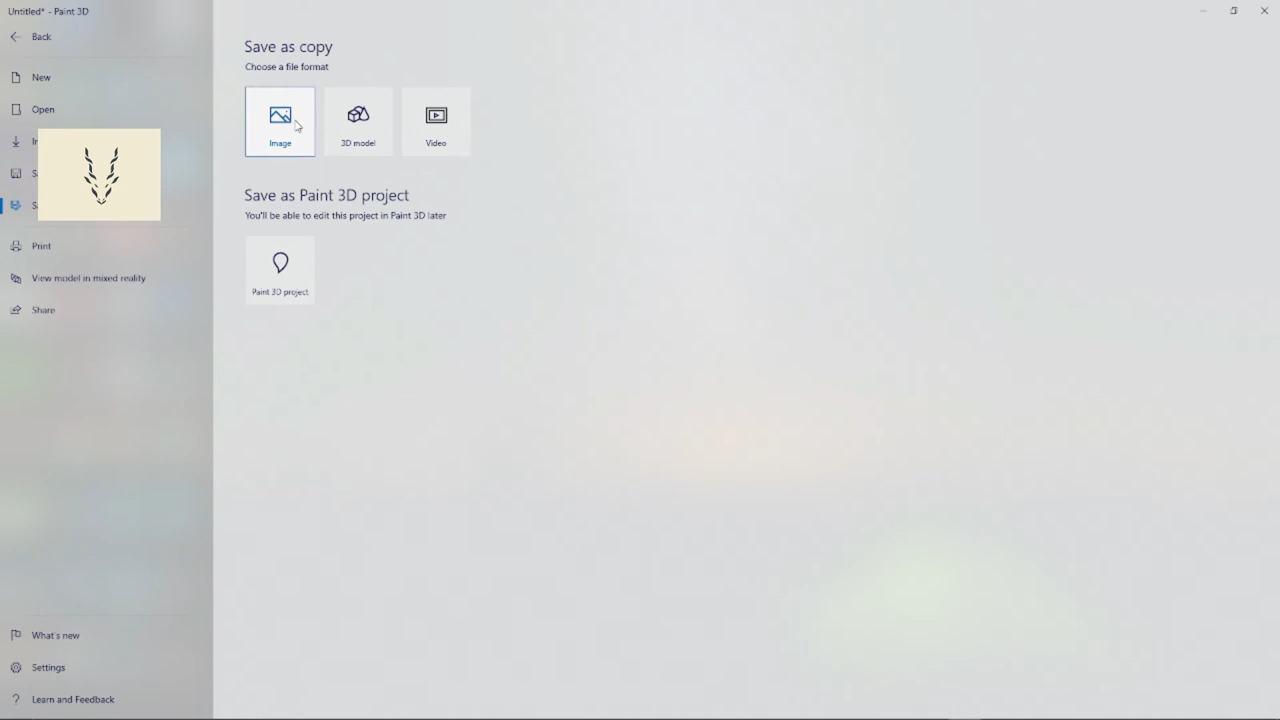 Untitled* - Paint 3D
Back
New
Open
Print
View model in mixed reality
Share
What's new
Settings
Learn and Feedback
Save as copy
Choose a file format
Image
3D model
Video
Save as Paint 3D project
You'll be able to edit this project in Paint 3D later
Paint 3D project